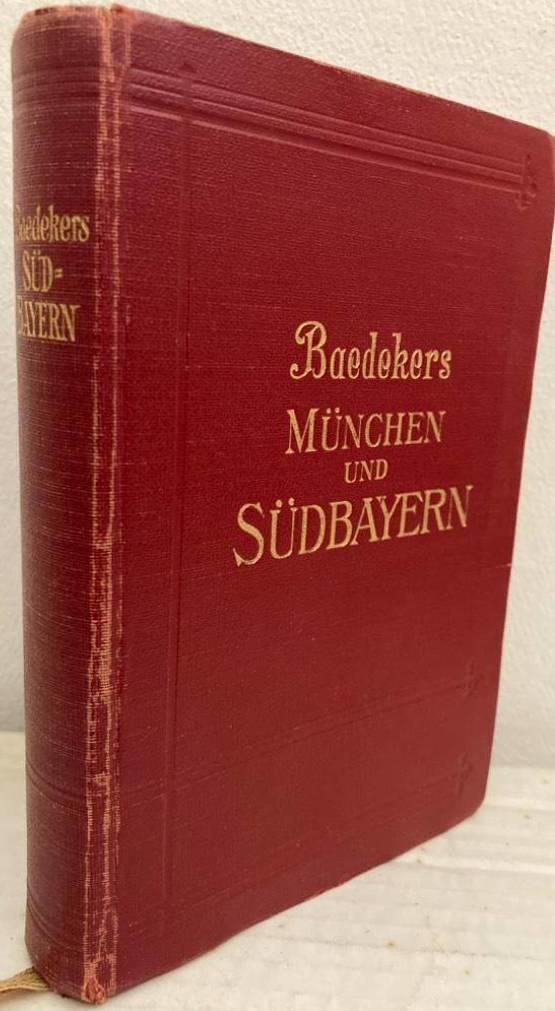 Baedekers
SÜD=
BAYERN
Baedekers
MÜNCHEN
UND
SÜDBAYERN